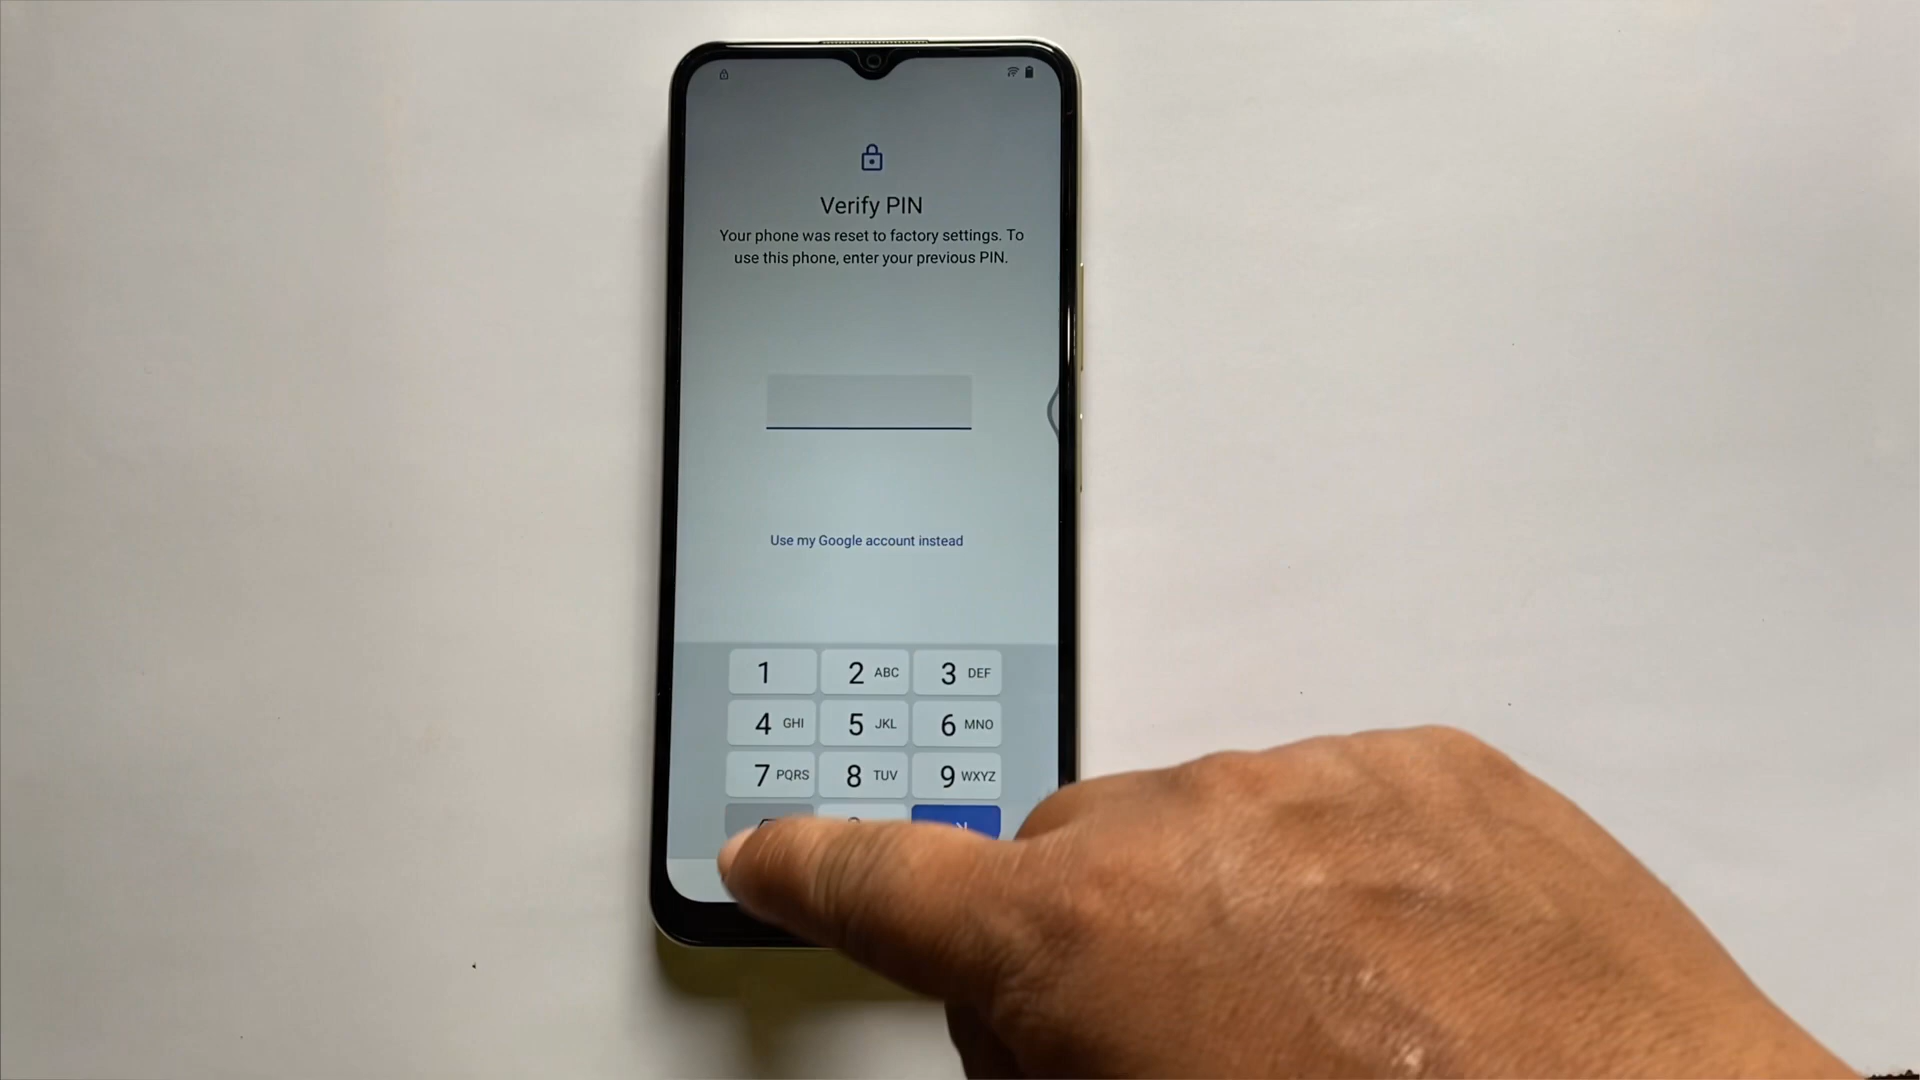 Verify PIN
Your phone was reset to factory settings. To
use this phone, enter your previous PIN.
Use my Google account instead
1 2 ABC 3 DEF
4 GHI 5 JKL 6 MNO
7 PQRS 8 TUV 9 WXYZ